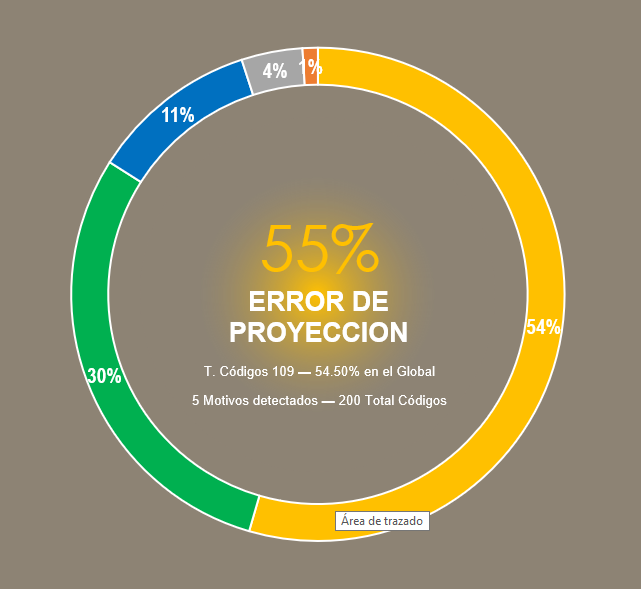 4%
1%
11%
55%
ERROR DE
PROYECCION
54%
T. Códigos 109 — 54.50% en el Global
30%
5 Motivos detectados — 200 Total Códigos
Área de trazado